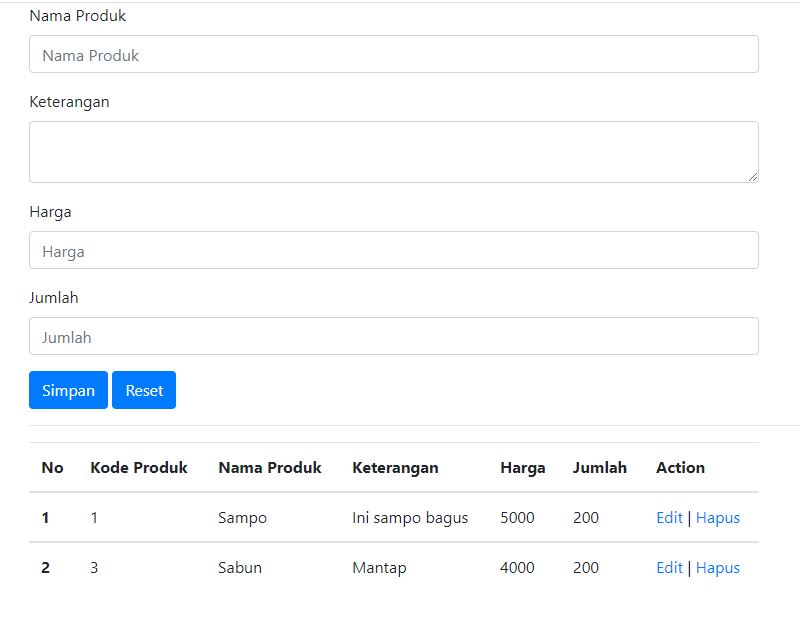 Nama Produk
Nama Produk
Keterangan
Harga
Harga
Jumlah
Jumlah
Simpan Reset
No Kode Produk Nama Produk Keterangan Harga Jumlah Action
1 1 Sampo Ini sampo bagus 5000 200 Edit | Hapus
2 3 Sabun Mantap 4000 200 Edit | Hapus